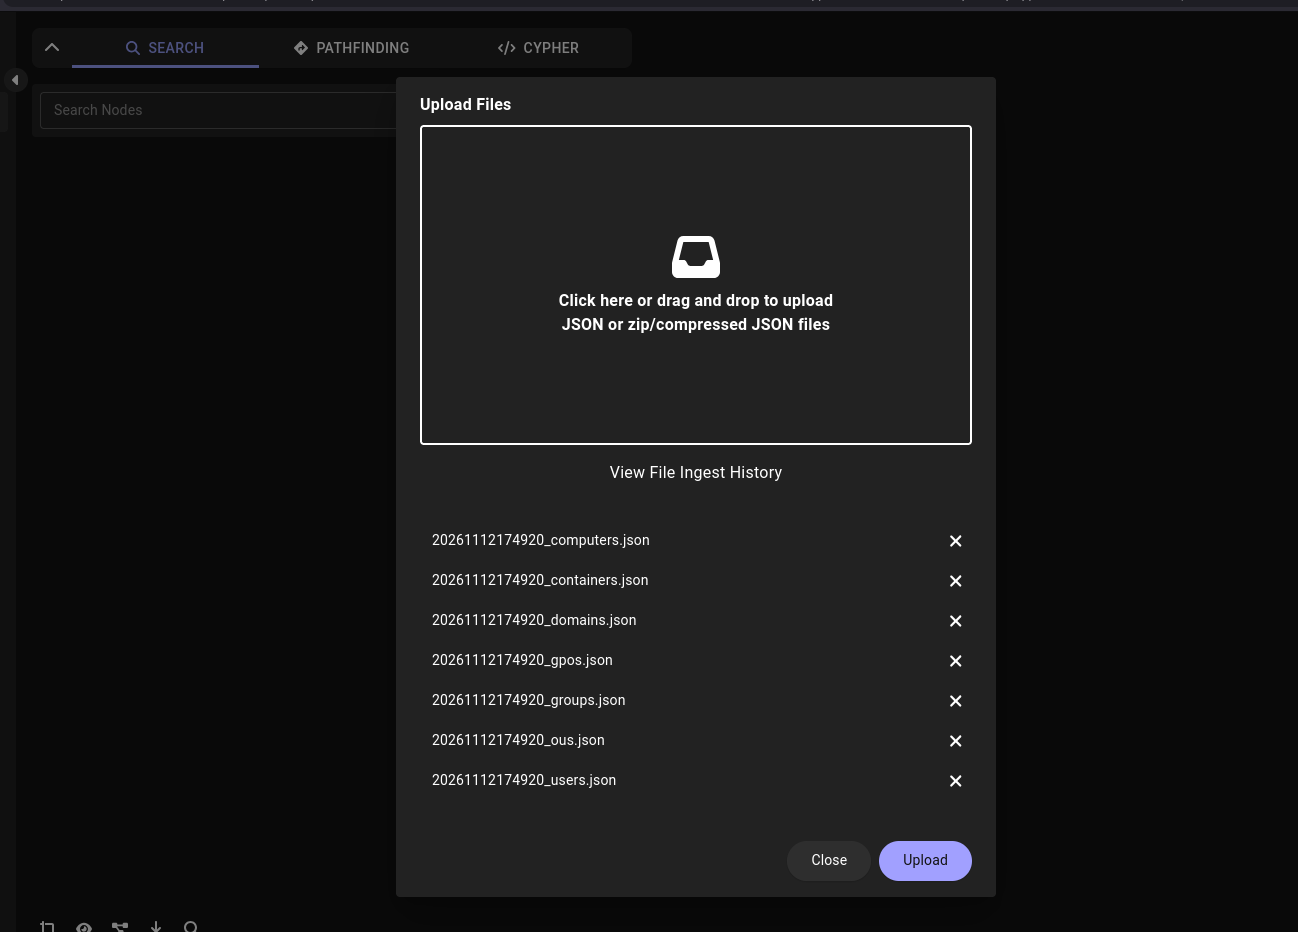 SEARCH
PATHFINDING
CYPHER
Search Nodes
Upload Files
Click here or drag and drop to upload
JSON or zip/compressed JSON files
View File Ingest History
20261112174920_computers.json
20261112174920_containers.json
20261112174920_domains.json
20261112174920_gpos.json
20261112174920_groups.json
20261112174920_ous.json
20261112174920_users.json
Close
Upload